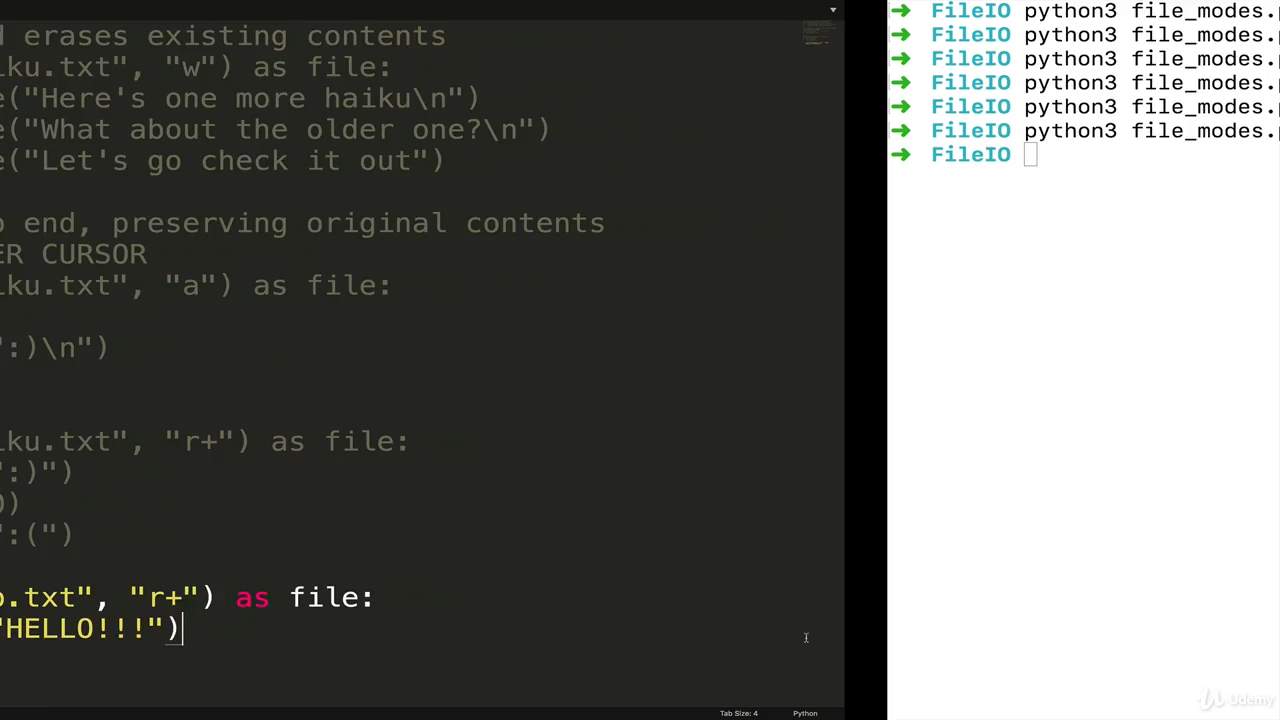 d erases existing contents
iku.txt", "w") as file:
e("Here's one more haiku\n")
e("What about the older one?\n")
e("Let's go check it out")
o end, preserving original contents
ER CURSOR
iku.txt", "a") as file:
":)\n")
iku.txt", "r+") as file:
":)")
0)
":(")
o.txt", "r+") as file:
"HELLO!!!")
Tab Size: 4 Python
➜ FileIO python3 file_modes.p
➜ FileIO python3 file_modes.p
➜ FileIO python3 file_modes.p
➜ FileIO python3 file_modes.p
➜ FileIO python3 file_modes.p
➜ FileIO python3 file_modes.p
➜ FileIO
Udemy